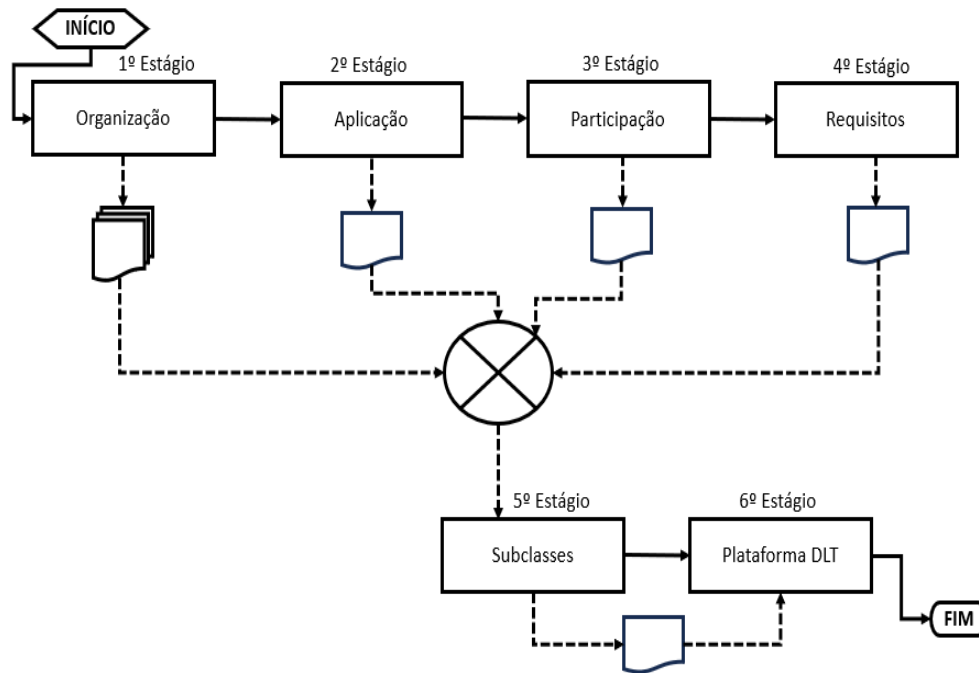 INÍCIO
1º Estágio
2º Estágio
3º Estágio
4º Estágio
Organização
Aplicação
Participação
Requisitos
5º Estágio
6º Estágio
Subclasses
Plataforma DLT
FIM